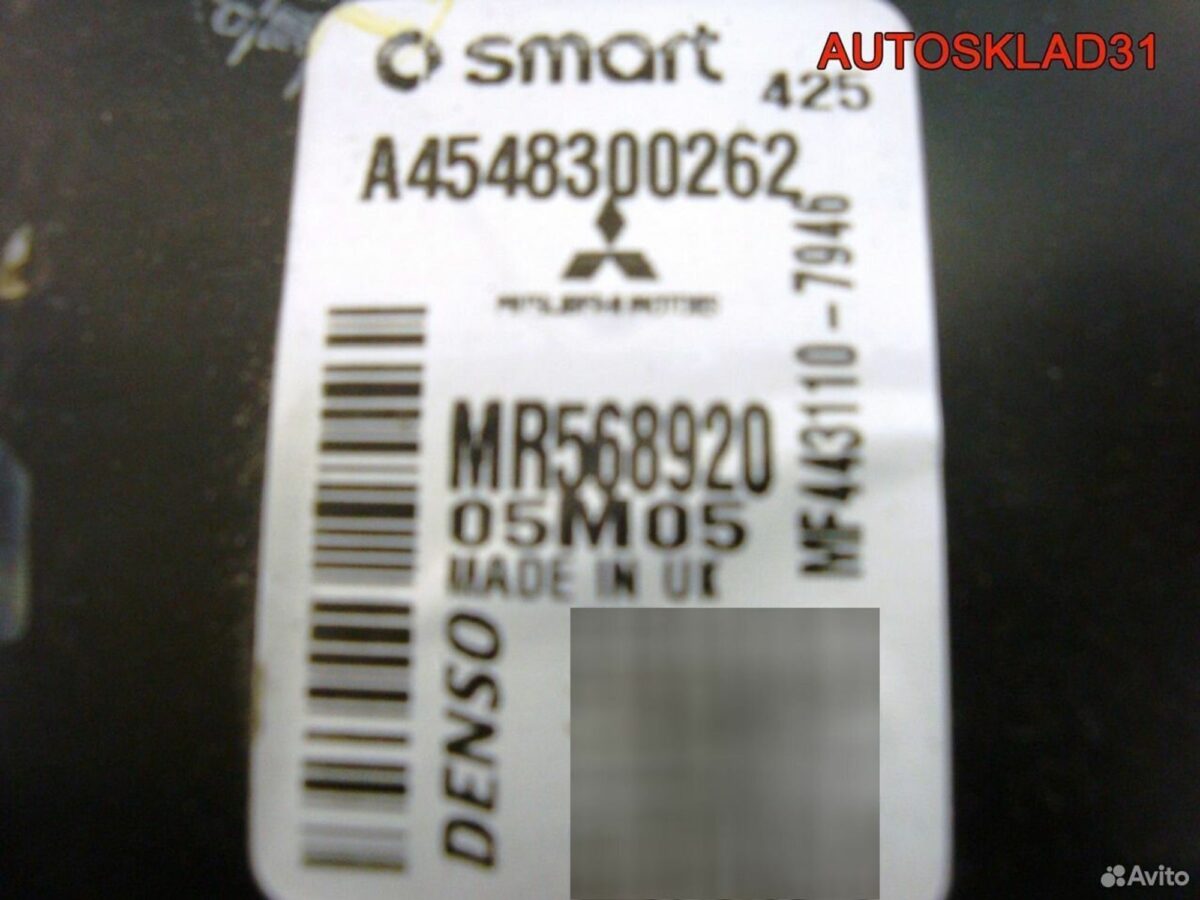 smart
AUTOSKLAD31
425
A4548300262
MITSUBISHI MOTORS
MF443110-7946
MR568920
05M05
MADE IN UK
DENSO
Avito